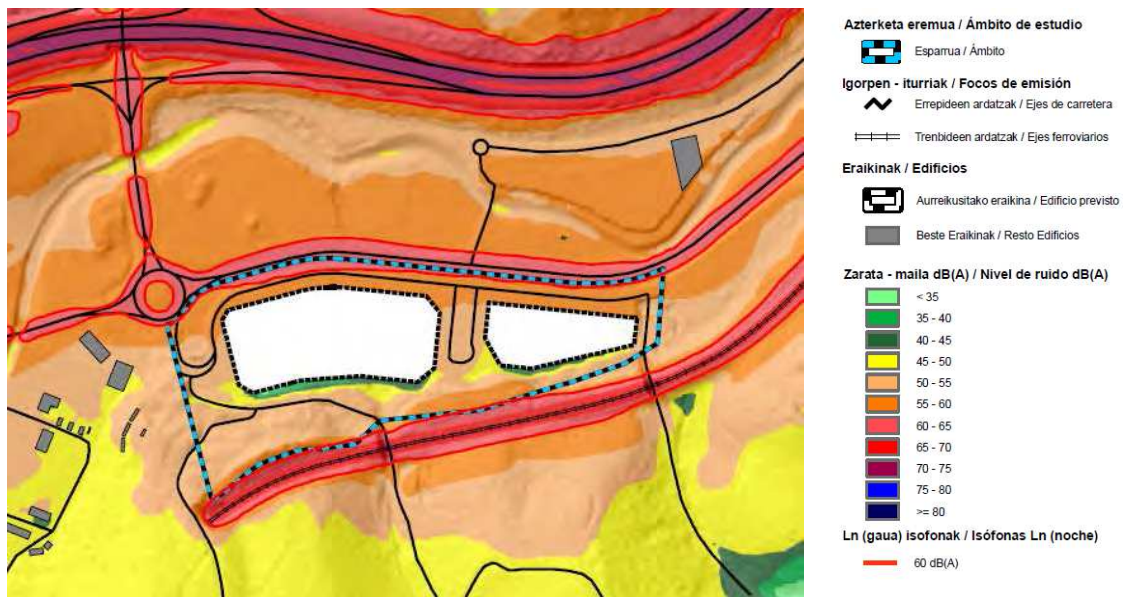 Azterketa eremua / Ámbito de estudio
Esparrua / Ámbito
Igorpen - iturriak / Focos de emisión
Errepideen ardatzak / Ejes de carretera
Trenbideen ardatzak / Ejes ferroviarios
Eraikinak / Edificios
Aurreikusitako eraikina / Edificio previsto
Beste Eraikinak / Resto Edificios
Zarata - maila dB(A) / Nivel de ruido dB(A)
< 35
35 - 40
40 - 45
45 - 50
50 - 55
55 - 60
60 - 65
65 - 70
70 - 75
75 - 80
>= 80
Ln (gaua) isofonak / Isófonas Ln (noche)
60 dB(A)